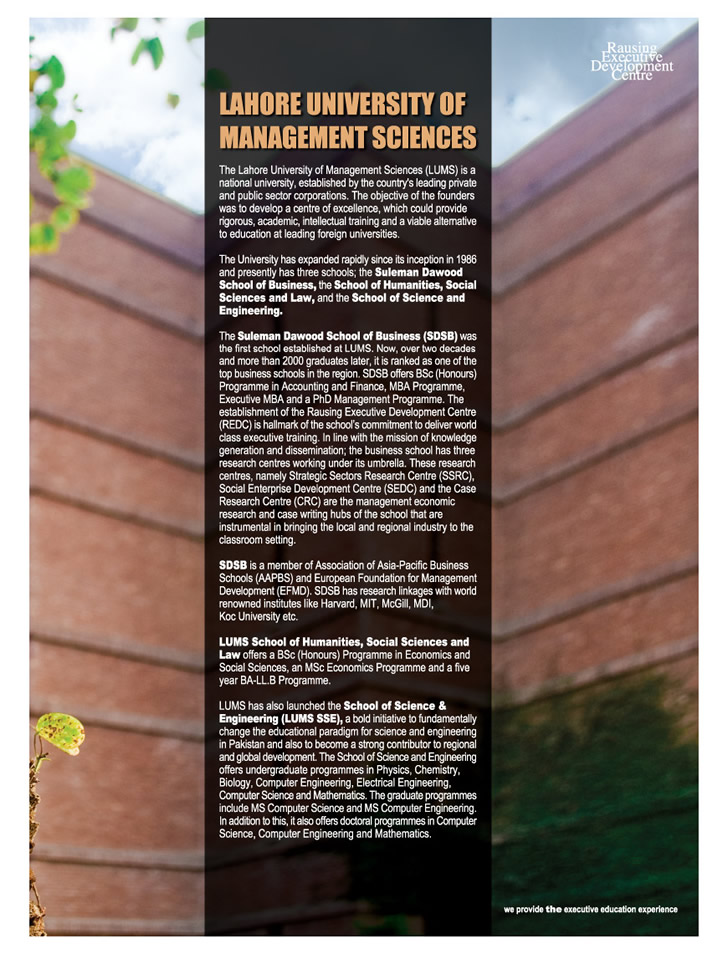 Rausing
Executive
Development
Centre
LAHORE UNIVERSITY OF
MANAGEMENT SCIENCES
The Lahore University of Management Sciences (LUMS) is a
national university, established by the country's leading private
and public sector corporations. The objective of the founders
was to develop a centre of excellence, which could provide
rigorous, academic, intellectual training and a viable alternative
to education at leading foreign universities.
The University has expanded rapidly since its inception in 1986
and presently has three schools; the Suleman Dawood
School of Business, the School of Humanities, Social
Sciences and Law, and the School of Science and
Engineering.
The Suleman Dawood School of Business (SDSB) was
the first school established at LUMS. Now, over two decades
and more than 2000 graduates later, it is ranked as one of the
top business schools in the region. SDSB offers BSc (Honours)
Programme in Accounting and Finance, MBA Programme,
Executive MBA and a PhD Management Programme. The
establishment of the Rausing Executive Development Centre
(REDC) is hallmark of the school's commitment to deliver world
class executive training. In line with the mission of knowledge
generation and dissemination; the business school has three
research centres working under its umbrella. These research
centres, namely Strategic Sectors Research Centre (SSRC),
Social Enterprise Development Centre (SEDC) and the Case
Research Centre (CRC) are the management economic
research and case writing hubs of the school that are
instrumental in bringing the local and regional industry to the
classroom setting.
SDSB is a member of Association of Asia-Pacific Business
Schools (AAPBS) and European Foundation for Management
Development (EFMD). SDSB has research linkages with world
renowned institutes like Harvard, MIT, McGill, MDI,
Koc University etc.
LUMS School of Humanities, Social Sciences and
Law offers a BSc (Honours) Programme in Economics and
Social Sciences, an MSc Economics Programme and a five
year BA-LL.B Programme.
LUMS has also launched the School of Science &
Engineering (LUMS SSE), a bold initiative to fundamentally
change the educational paradigm for science and engineering
in Pakistan and also to become a strong contributor to regional
and global development. The School of Science and Engineering
offers undergraduate programmes in Physics, Chemistry,
Biology, Computer Engineering, Electrical Engineering,
Computer Science and Mathematics. The graduate programmes
include MS Computer Science and MS Computer Engineering.
In addition to this, it also offers doctoral programmes in Computer
Science, Computer Engineering and Mathematics.
we provide the executive education experience